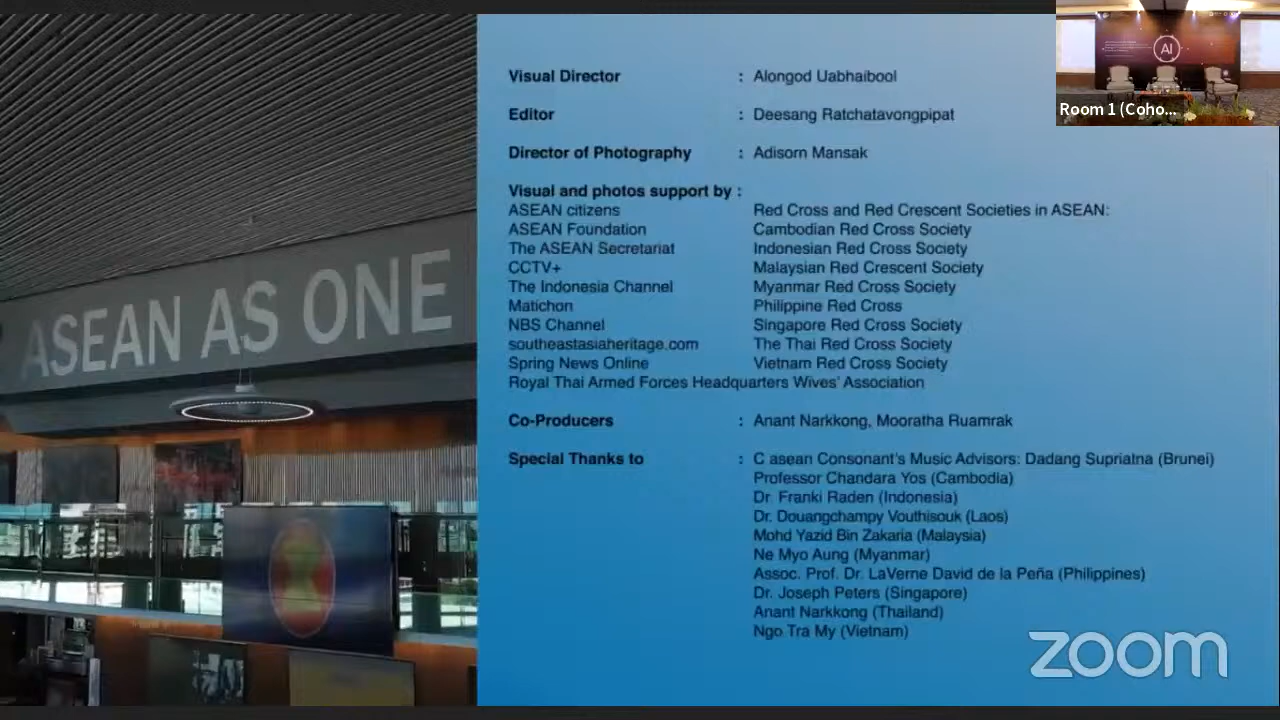 AI
Room 1 (Coho...
ASEAN AS ONE
Visual Director : Alongod Uabhaibool
Editor : Deesang Ratchatavongpipat
Director of Photography : Adisorn Mansak
Visual and photos support by :
ASEAN citizens Red Cross and Red Crescent Societies in ASEAN:
ASEAN Foundation Cambodian Red Cross Society
The ASEAN Secretariat Indonesian Red Cross Society
CCTV+ Malaysian Red Crescent Society
The Indonesia Channel Myanmar Red Cross Society
Matichon Philippine Red Cross
NBS Channel Singapore Red Cross Society
southeastasiaheritage.com The Thai Red Cross Society
Spring News Online Vietnam Red Cross Society
Royal Thai Armed Forces Headquarters Wives' Association
Co-Producers : Anant Narkkong, Mooratha Ruamrak
Special Thanks to : C asean Consonant's Music Advisors: Dadang Supriatna (Brunei)
Professor Chandara Yos (Cambodia)
Dr. Franki Raden (Indonesia)
Dr. Douangchampy Vouthisouk (Laos)
Mohd Yazid Bin Zakaria (Malaysia)
Ne Myo Aung (Myanmar)
Assoc. Prof. Dr. LaVerne David de la Peña (Philippines)
Dr. Joseph Peters (Singapore)
Anant Narkkong (Thailand)
Ngo Tra My (Vietnam)
zoom